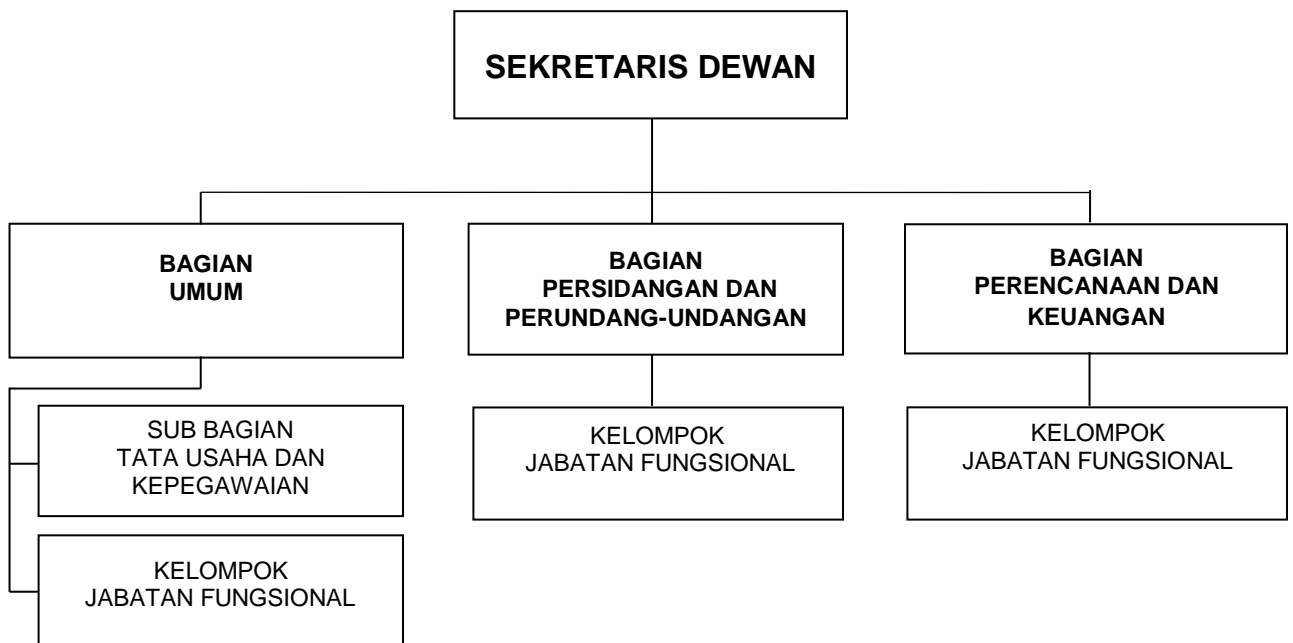 SEKRETARIS DEWAN
BAGIAN
UMUM
BAGIAN
PERSIDANGAN DAN
PERUNDANG-UNDANGAN
BAGIAN
PERENCANAAN DAN
KEUANGAN
SUB BAGIAN
TATA USAHA DAN
KEPEGAWAIAN
KELOMPOK
JABATAN FUNGSIONAL
KELOMPOK
JABATAN FUNGSIONAL
KELOMPOK
JABATAN FUNGSIONAL